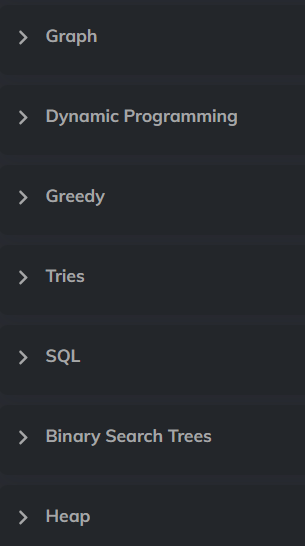 Graph
Dynamic Programming
Greedy
Tries
SQL
Binary Search Trees
Heap